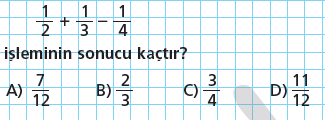 1/2 + 1/3 − 1/4
işleminin sonucu kaçtır?
A) 7/12 B) 2/3 C) 3/4 D) 11/12